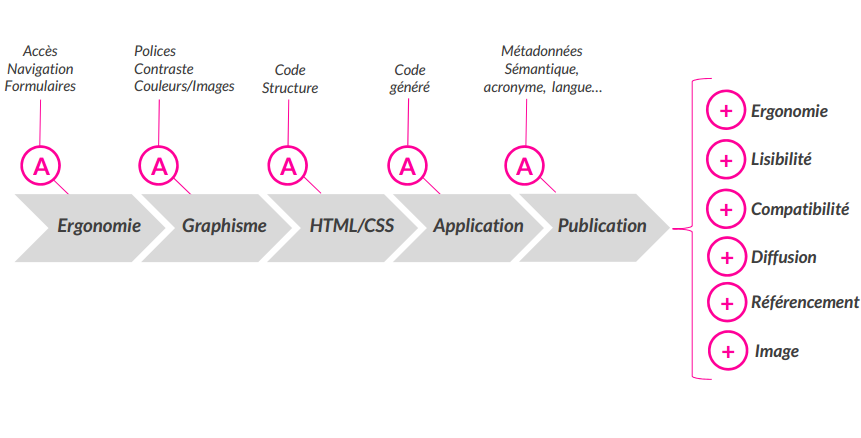 Accès
Navigation
Formulaires
Polices
Contraste
Couleurs/Images
Code
Structure
Code
généré
Métadonnées
Sémantique,
acronyme, langue...
A
A
A
A
A
Ergonomie
Graphisme
HTML/CSS
Application
Publication
+ Ergonomie
+ Lisibilité
+ Compatibilité
+ Diffusion
+ Référencement
+ Image